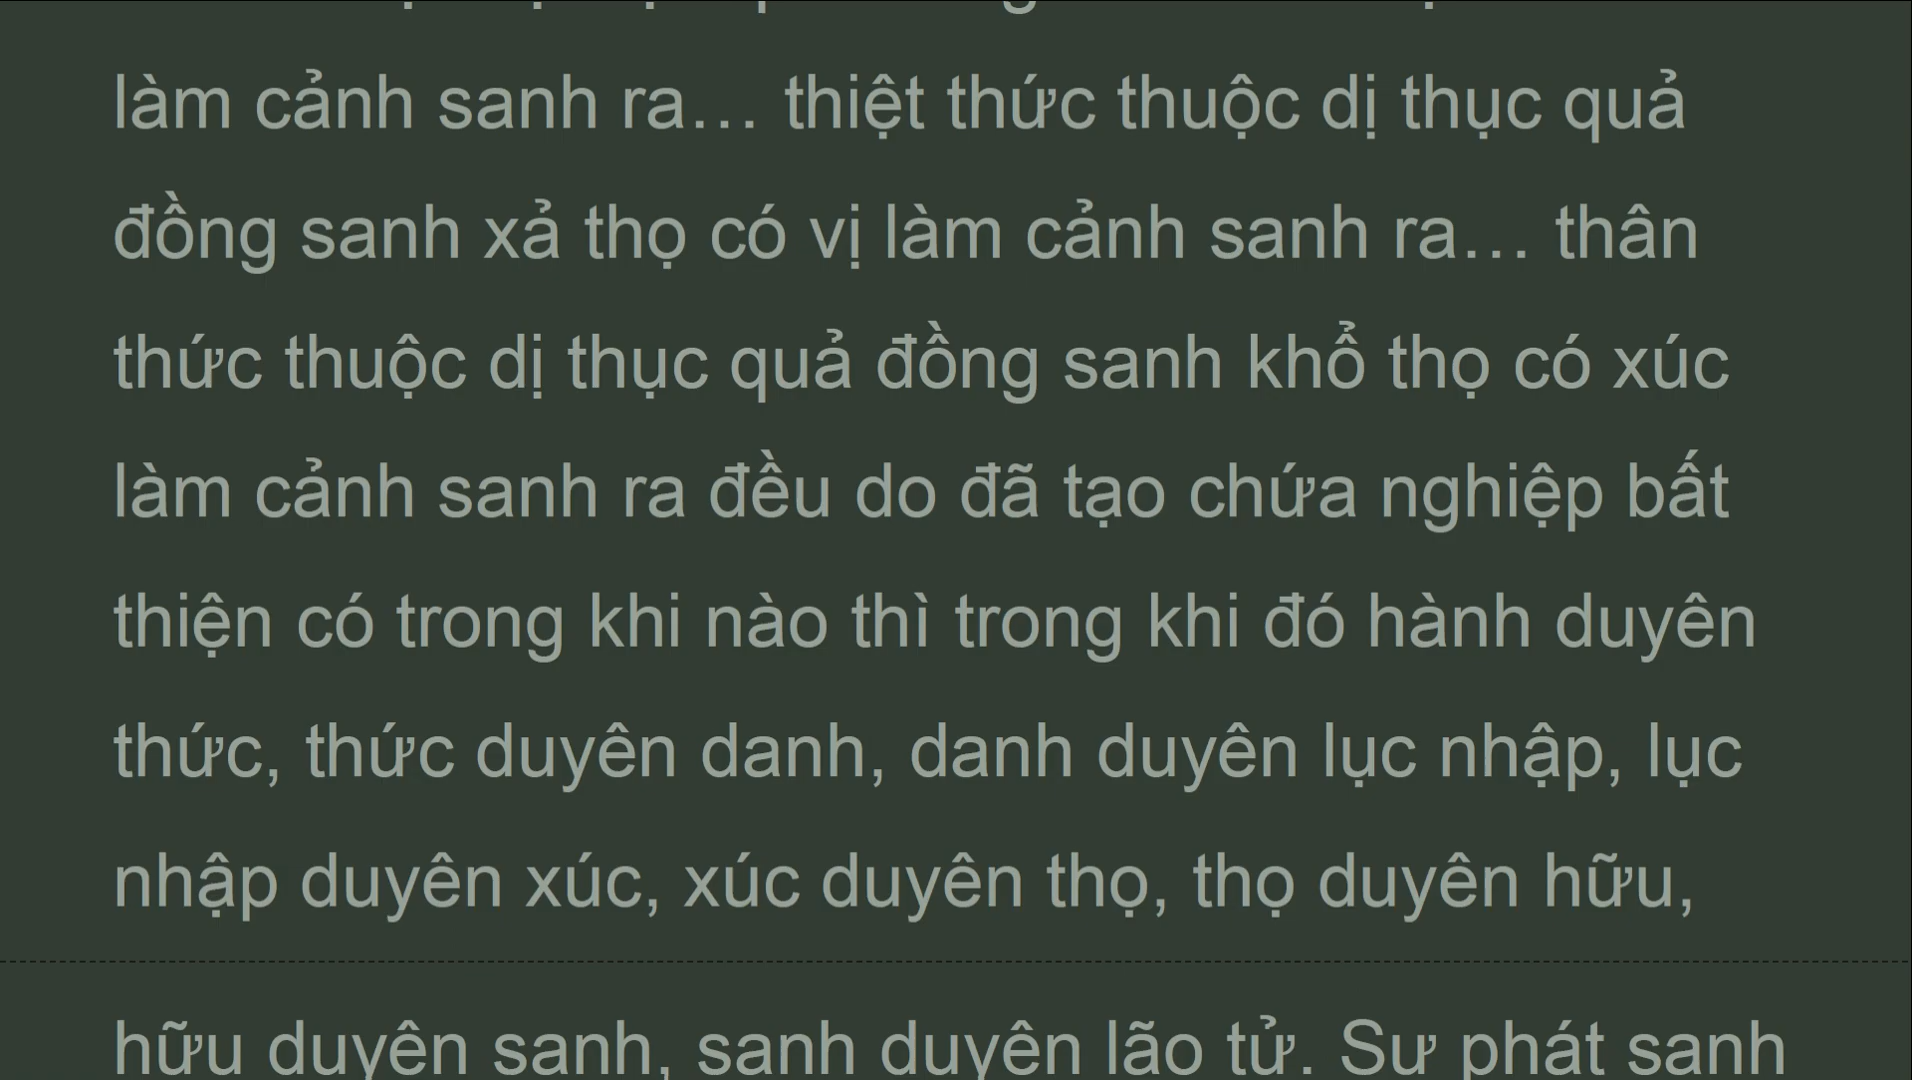 làm cảnh sanh ra… thiệt thức thuộc dị thục quả
đồng sanh xả thọ có vị làm cảnh sanh ra… thân
thức thuộc dị thục quả đồng sanh khổ thọ có xúc
làm cảnh sanh ra đều do đã tạo chứa nghiệp bất
thiện có trong khi nào thì trong khi đó hành duyên
thức, thức duyên danh, danh duyên lục nhập, lục
nhập duyên xúc, xúc duyên thọ, thọ duyên hữu,
hữu duyên sanh, sanh duyên lão tử. Sư phát sanh